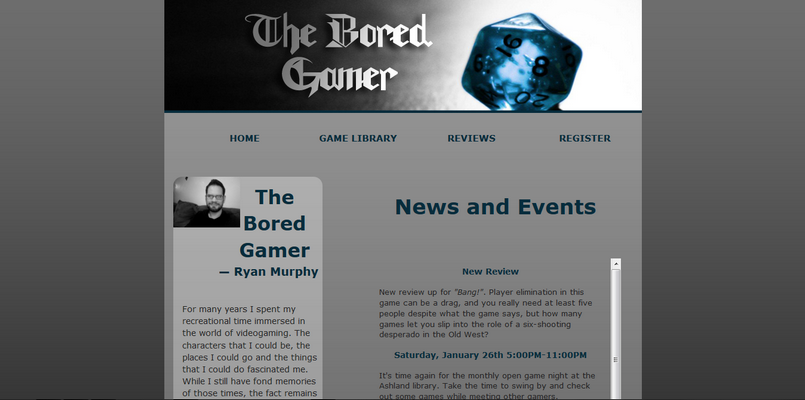 The Bored
Gamer
16
8
20
HOME GAME LIBRARY REVIEWS REGISTER
The
Bored
Gamer
— Ryan Murphy
For many years I spent my
recreational time immersed in
the world of videogaming. The
characters that I could be, the
places I could go and the things
that I could do fascinated me.
While I still have fond memories
of those times, the fact remains
News and Events
New Review
New review up for "Bang!". Player elimination in this
game can be a drag, and you really need at least five
people despite what the game says, but how many
games let you slip into the role of a six-shooting
desperado in the Old West?
Saturday, January 26th 5:00PM-11:00PM
It's time again for the monthly open game night at the
Ashland library. Take the time to swing by and check
out some games while meeting other gamers.